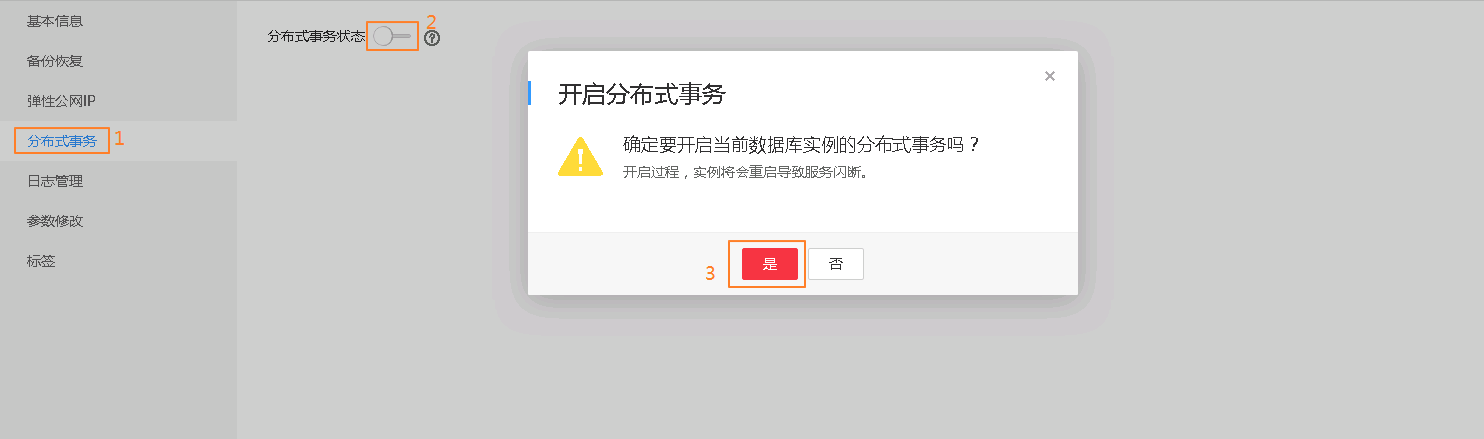 基本信息
备份恢复
弹性公网IP
分布式事务 1
日志管理
参数修改
标签
分布式事务状态 2
开启分布式事务
确定要开启当前数据库实例的分布式事务吗？
开启过程，实例将会重启导致服务闪断。
3 是 否